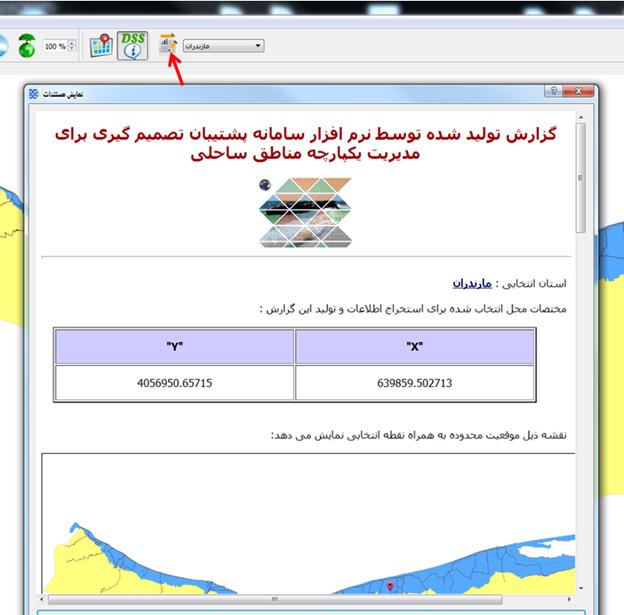 100 %
DSS
مازندران
نمایش مستندات
گزارش تولید شده توسط نرم افزار سامانه پشتیبان تصمیم گیری برای
مدیریت یکپارچه مناطق ساحلی
استان انتخابی : مازندران
مختصات محل انتخاب شده برای استخراج اطلاعات و تولید این گزارش :
"X" "Y"
639859.502713 4056950.65715
نقشه ذیل موقعیت محدوده به همراه نقطه انتخابی نمایش می دهد: